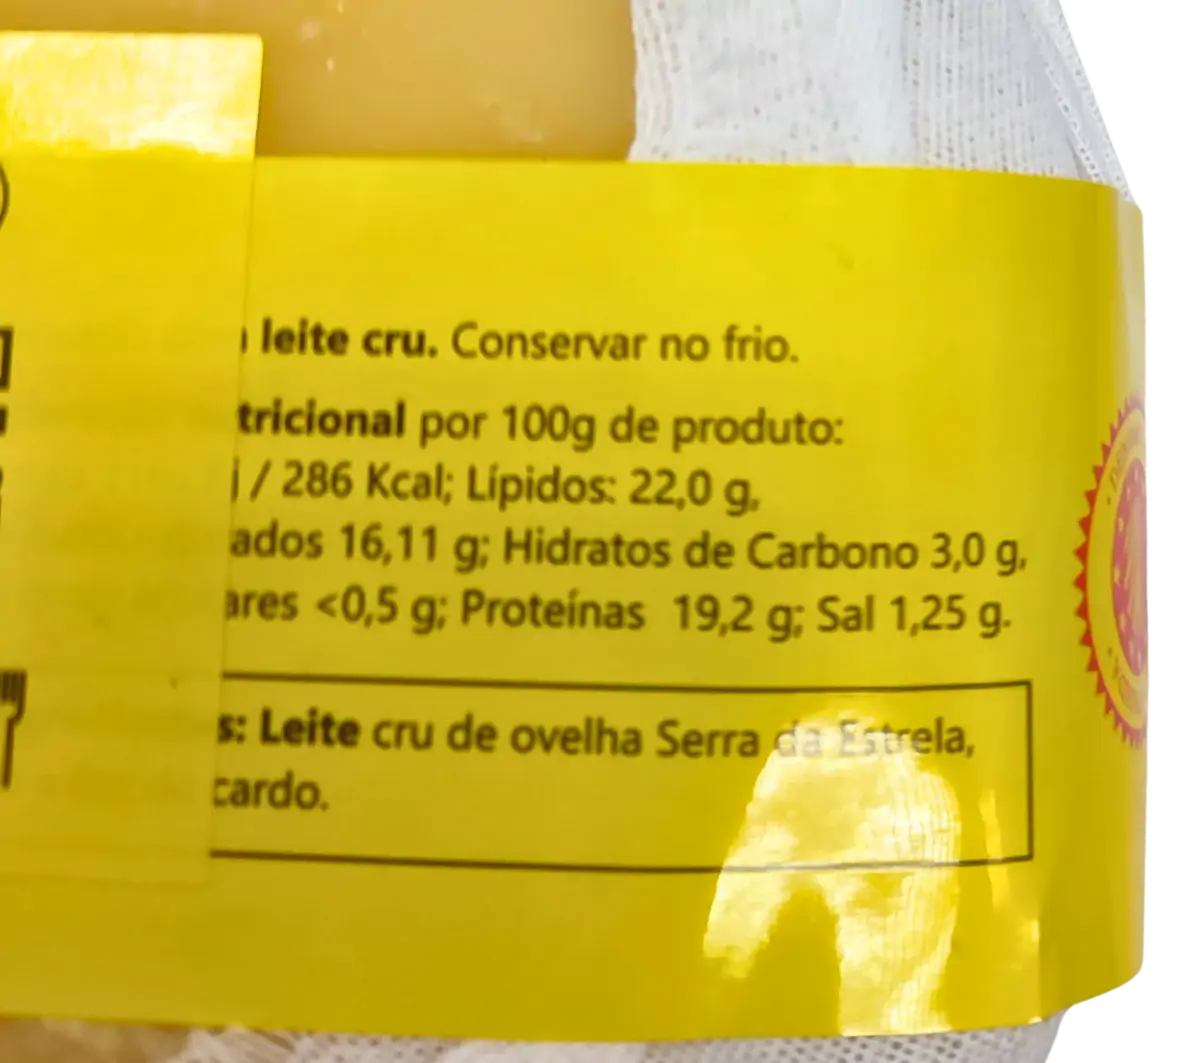 leite cru. Conservar no frio.
tricional por 100g de produto:
j / 286 Kcal; Lípidos: 22,0 g,
ados 16,11 g; Hidratos de Carbono 3,0 g,
ares <0,5 g; Proteínas 19,2 g; Sal 1,25 g.
s: Leite cru de ovelha Serra da Estrela,
cardo.